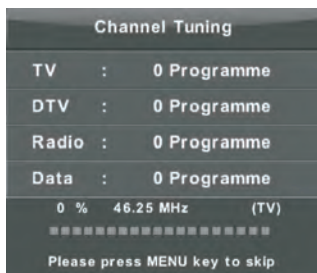 Channel Tuning
TV : 0 Programme
DTV : 0 Programme
Radio : 0 Programme
Data : 0 Programme
0 % 46.25 MHz (TV)
Please press MENU key to skip